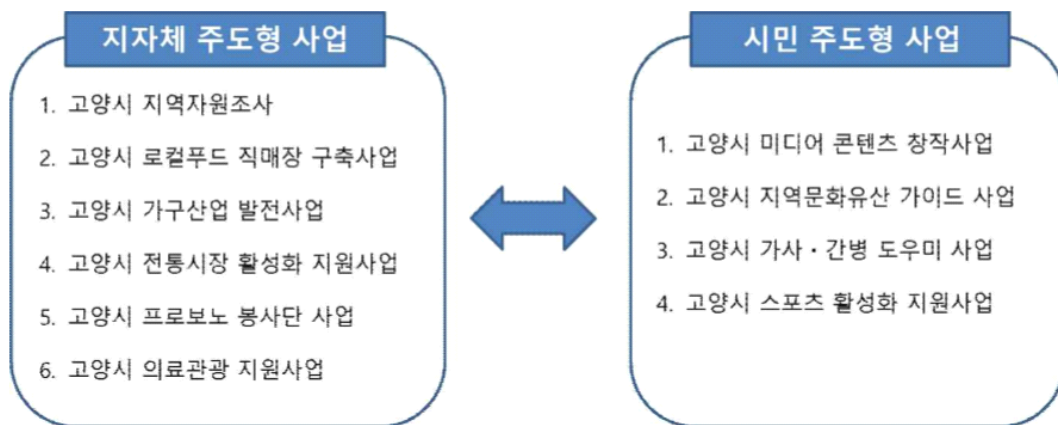 지자체 주도형 사업
1. 고양시 지역자원조사
2. 고양시 로컬푸드 직매장 구축사업
3. 고양시 가구산업 발전사업
4. 고양시 전통시장 활성화 지원사업
5. 고양시 프로보노 봉사단 사업
6. 고양시 의료관광 지원사업
시민 주도형 사업
1. 고양시 미디어 콘텐츠 창작사업
2. 고양시 지역문화유산 가이드 사업
3. 고양시 가사・간병 도우미 사업
4. 고양시 스포츠 활성화 지원사업